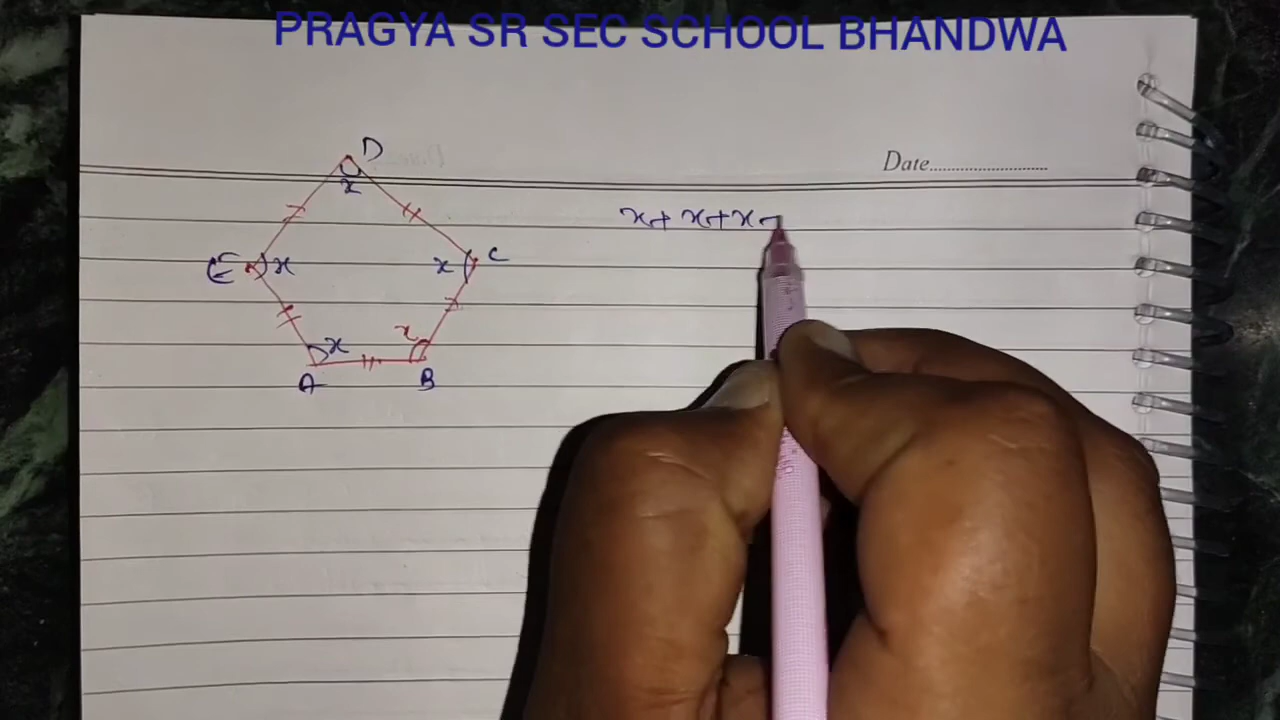 PRAGYA SR SEC SCHOOL BHANDWA
D
Date
x
x+x+x
E x
x C
x x
A B